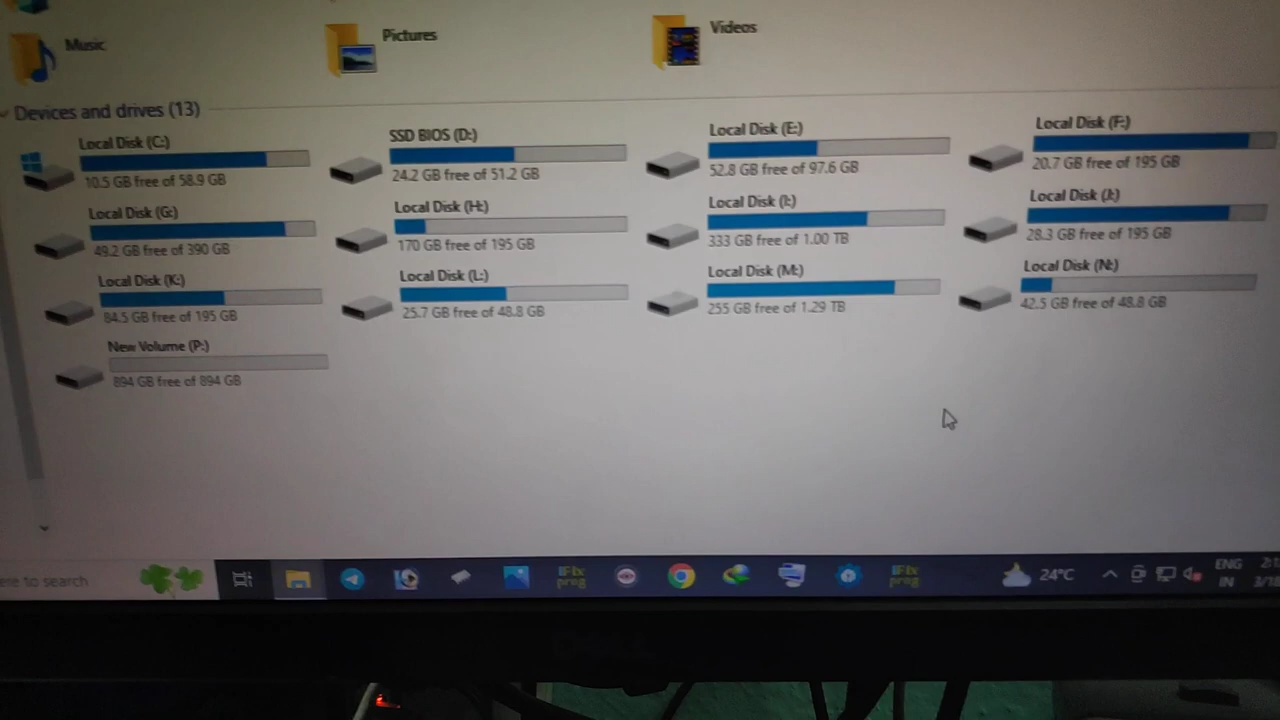 Music
Pictures
Videos
Devices and drives (13)
Local Disk (C:)
10.5 GB free of 58.9 GB
SSD BIOS (D:)
24.2 GB free of 51.2 GB
Local Disk (E:)
52.8 GB free of 97.6 GB
Local Disk (F:)
20.7 GB free of 195 GB
Local Disk (G:)
49.2 GB free of 390 GB
Local Disk (H:)
170 GB free of 195 GB
Local Disk (I:)
333 GB free of 1.00 TB
Local Disk (J:)
28.3 GB free of 195 GB
Local Disk (K:)
84.5 GB free of 195 GB
Local Disk (L:)
25.7 GB free of 48.8 GB
Local Disk (M:)
255 GB free of 1.29 TB
Local Disk (N:)
42.5 GB free of 48.8 GB
New Volume (P:)
894 GB free of 894 GB
ere to search
iFix
prog
iFix
prog
24°C
ENG
IN
DELL